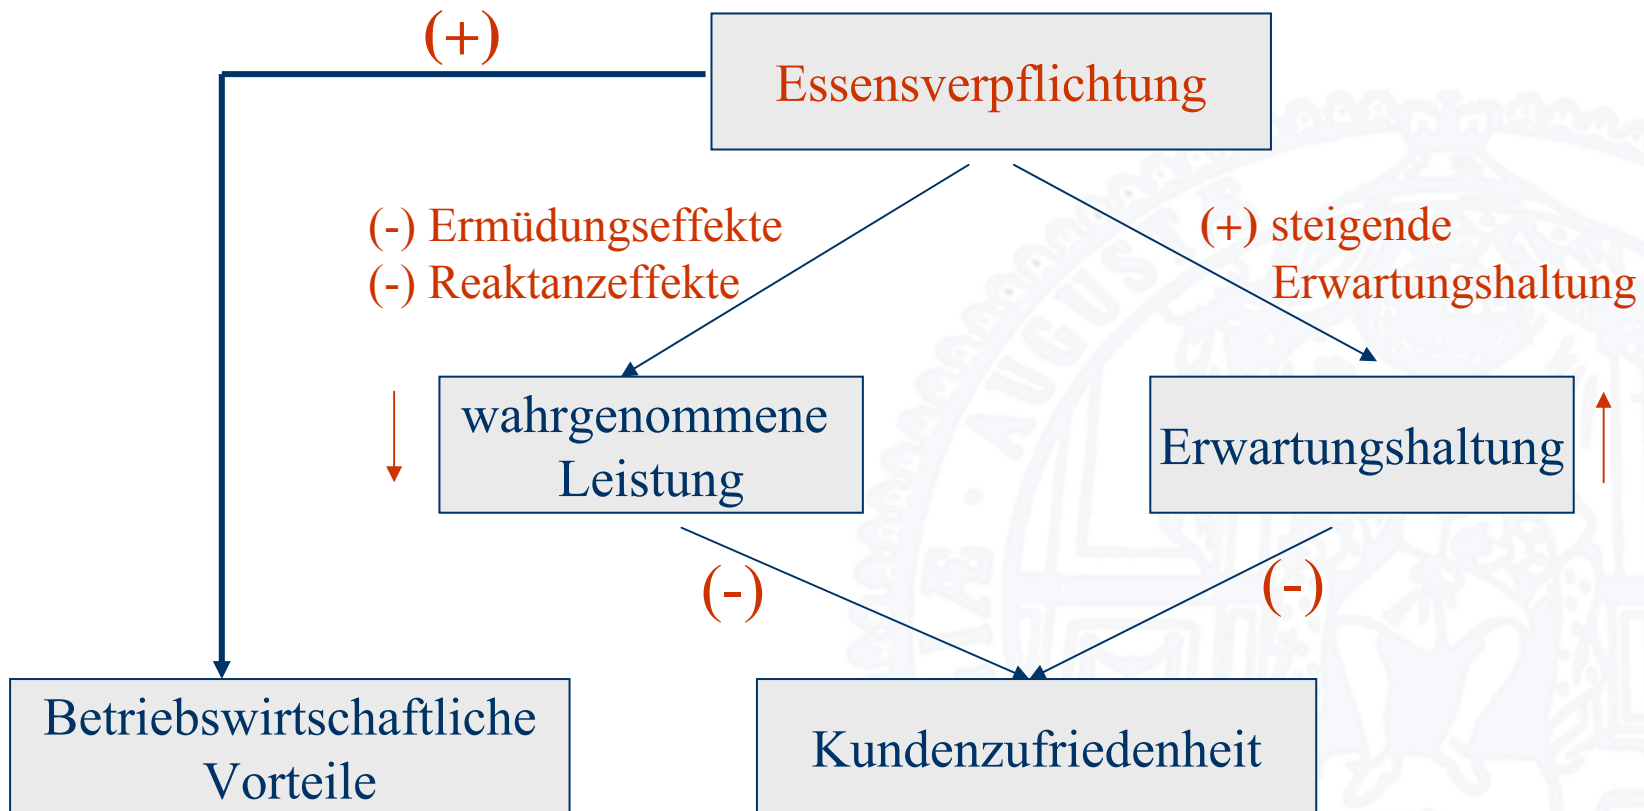 (+)
Essensverpflichtung
(-) Ermüdungseffekte
(-) Reaktanzeffekte
(+) steigende
Erwartungshaltung
wahrgenommene
Leistung
Erwartungshaltung
(-)
(-)
Betriebswirtschaftliche
Vorteile
Kundenzufriedenheit